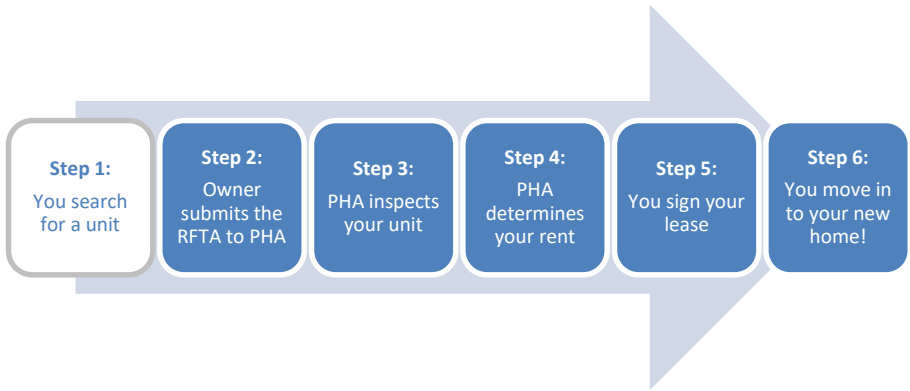 Step 1:
You search
for a unit
Step 2:
Owner
submits the
RFTA to PHA
Step 3:
PHA inspects
your unit
Step 4:
PHA
determines
your rent
Step 5:
You sign your
lease
Step 6:
You move in
to your new
home!